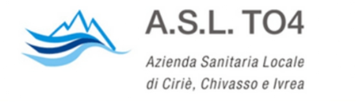 A.S.L. TO4
Azienda Sanitaria Locale
di Ciriè, Chivasso e Ivrea